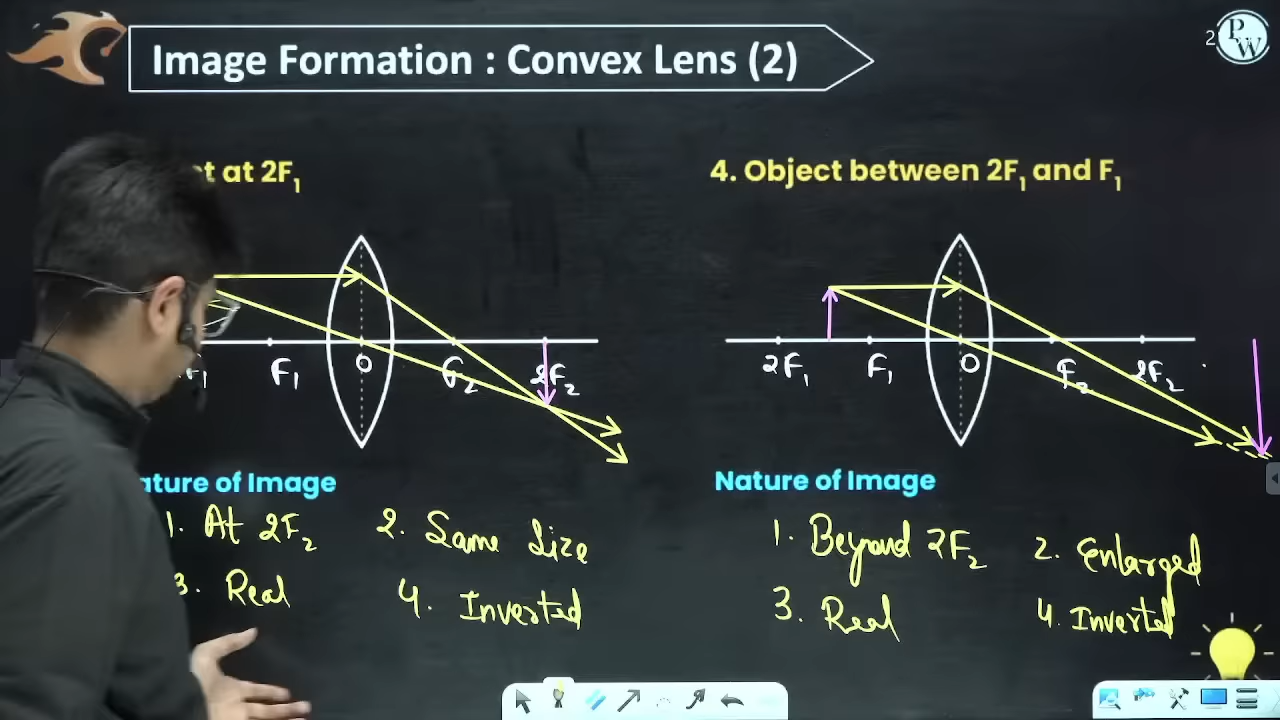 Image Formation : Convex Lens (2)
2
PW
t at 2F₁
4. Object between 2F₁ and F₁
F₁ O F₂ 2F₂
2F₁ F₁ O F₂ 2F₂
ature of Image
1. At 2F₂ 2. Same Size
3. Real 4. Inverted
Nature of Image
1. Beyond 2F₂ 2. Enlarged
3. Real 4. Inverted